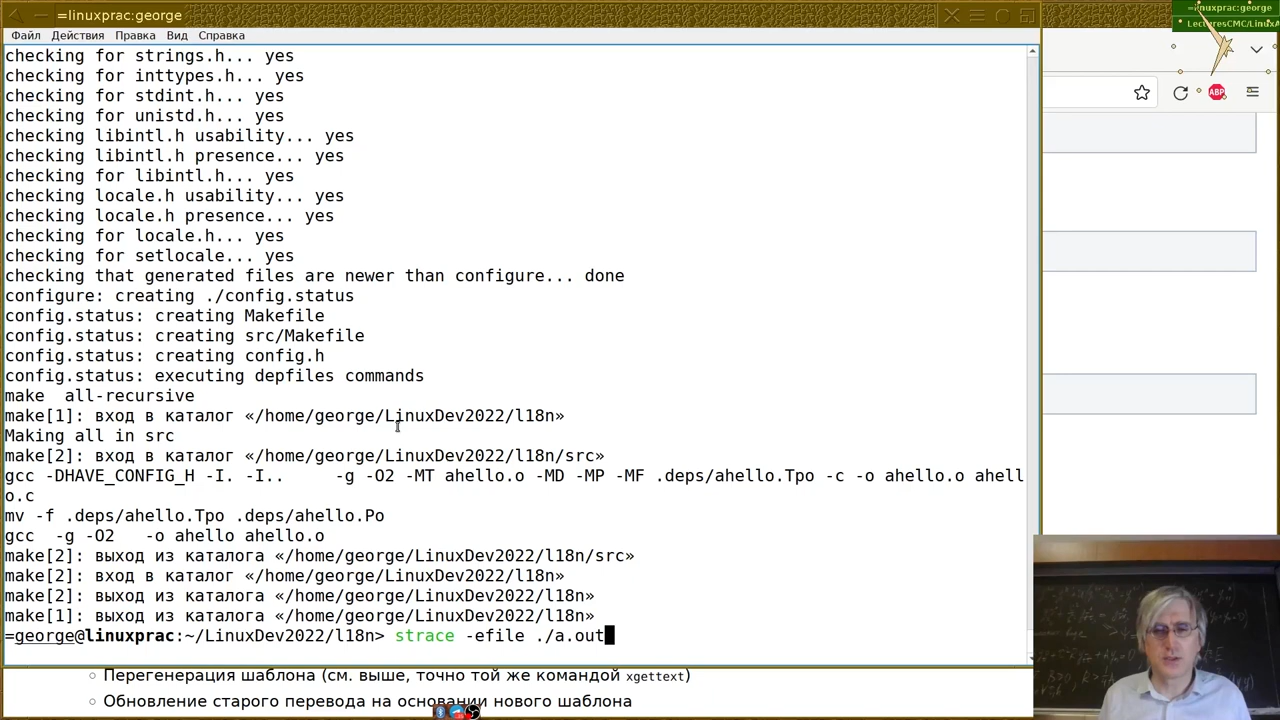 =linuxprac:george
=linuxprac:george
LecturesCMC/LinuxA
Файл Действия Правка Вид Справка
checking for strings.h... yes
checking for inttypes.h... yes
checking for stdint.h... yes
checking for unistd.h... yes
checking libintl.h usability... yes
checking libintl.h presence... yes
checking for libintl.h... yes
checking locale.h usability... yes
checking locale.h presence... yes
checking for locale.h... yes
checking for setlocale... yes
checking that generated files are newer than configure... done
configure: creating ./config.status
config.status: creating Makefile
config.status: creating src/Makefile
config.status: creating config.h
config.status: executing depfiles commands
make  all-recursive
make[1]: вход в каталог «/home/george/LinuxDev2022/l18n»
Making all in src
make[2]: вход в каталог «/home/george/LinuxDev2022/l18n/src»
gcc -DHAVE_CONFIG_H -I. -I..     -g -O2 -MT ahello.o -MD -MP -MF .deps/ahello.Tpo -c -o ahello.o ahell
o.c
mv -f .deps/ahello.Tpo .deps/ahello.Po
gcc  -g -O2   -o ahello ahello.o
make[2]: выход из каталога «/home/george/LinuxDev2022/l18n/src»
make[2]: вход в каталог «/home/george/LinuxDev2022/l18n»
make[2]: выход из каталога «/home/george/LinuxDev2022/l18n»
make[1]: выход из каталога «/home/george/LinuxDev2022/l18n»
=george@linuxprac:~/LinuxDev2022/l18n> strace -efile ./a.out
Перегенерация шаблона (см. выше, точно той же командой xgettext)
Обновление старого перевода на основании нового шаблона
ABP